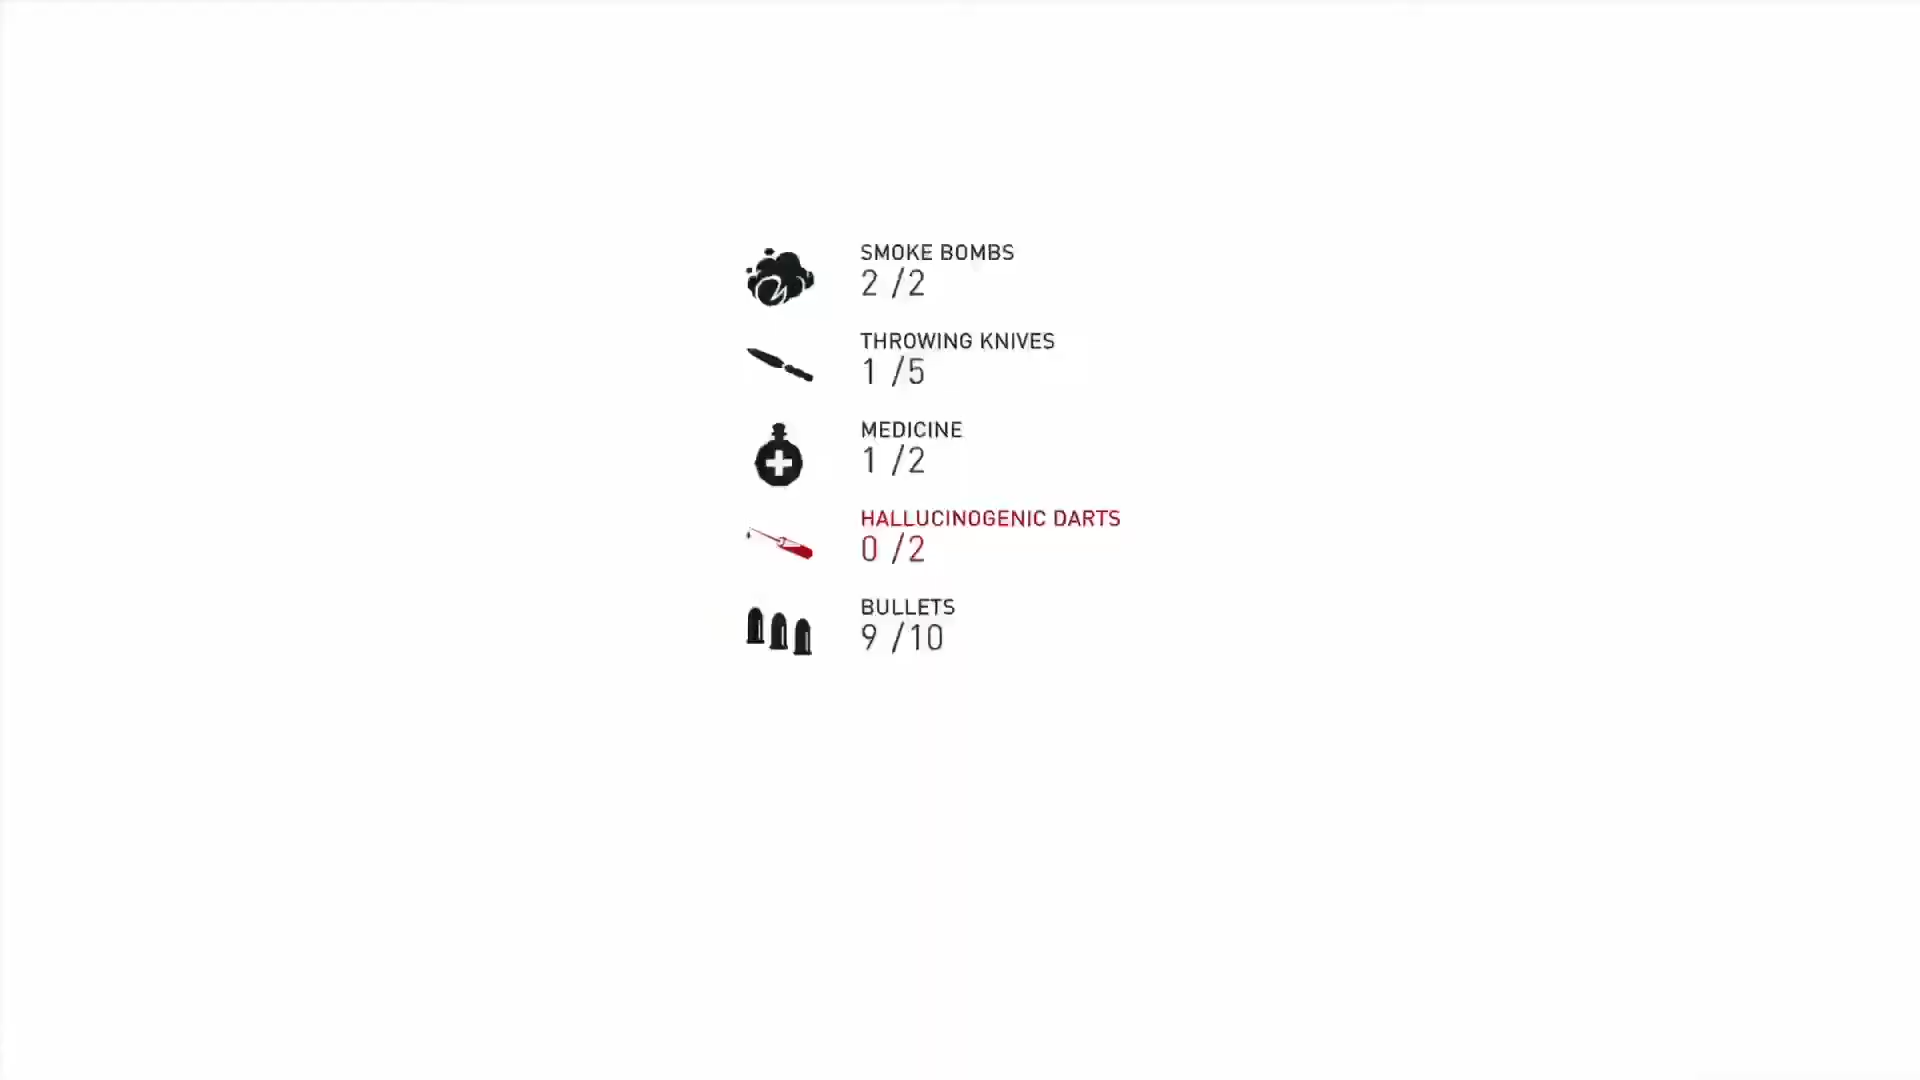 SMOKE BOMBS
2 /2
THROWING KNIVES
1 /5
MEDICINE
1 /2
HALLUCINOGENIC DARTS
0 /2
BULLETS
9 /10